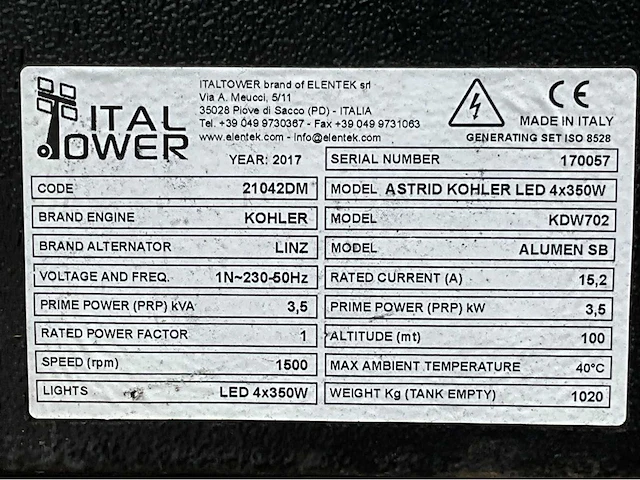 ITAL TOWER
ITALTOWER brand of ELENTEK srl
Via A. Meucci, 5/11
35028 Piove di Sacco (PD) - ITALIA
Tel. +39 049 9730367 - Fax +39 049 9731063
www.elentek.com - Info@elentek.com
CE
MADE IN ITALY
GENERATING SET ISO 8528
YEAR: 2017
SERIAL NUMBER 170057
CODE 21042DM
MODEL ASTRID KOHLER LED 4x350W
BRAND ENGINE KOHLER
MODEL KDW702
BRAND ALTERNATOR LINZ
MODEL ALUMEN SB
VOLTAGE AND FREQ. 1N~230-50Hz
RATED CURRENT (A) 15,2
PRIME POWER (PRP) kVA 3,5
PRIME POWER (PRP) kW 3,5
RATED POWER FACTOR 1
ALTITUDE (mt) 100
SPEED (rpm) 1500
MAX AMBIENT TEMPERATURE 40°C
LIGHTS LED 4x350W
WEIGHT Kg (TANK EMPTY) 1020